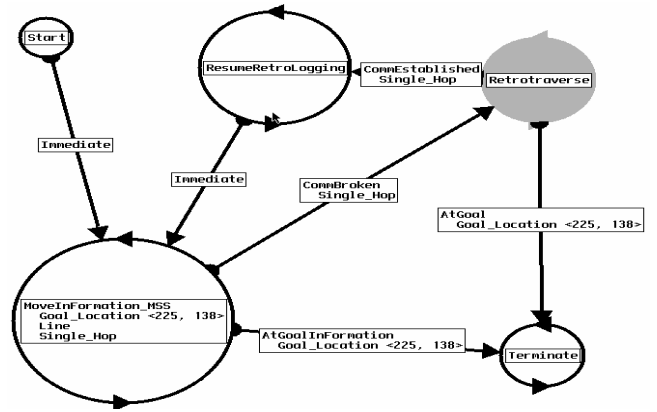 Start
ResumeRetroLogging
CommEstablished
Single_Hop
Retrotraverse
Immediate
Immediate
CommBroken
Single_Hop
AtGoal
Goal_Location <225, 138>
MoveInFormation_MSS
Goal_Location <225, 138>
Line
Single_Hop
AtGoalInFormation
Goal_Location <225, 138>
Terminate